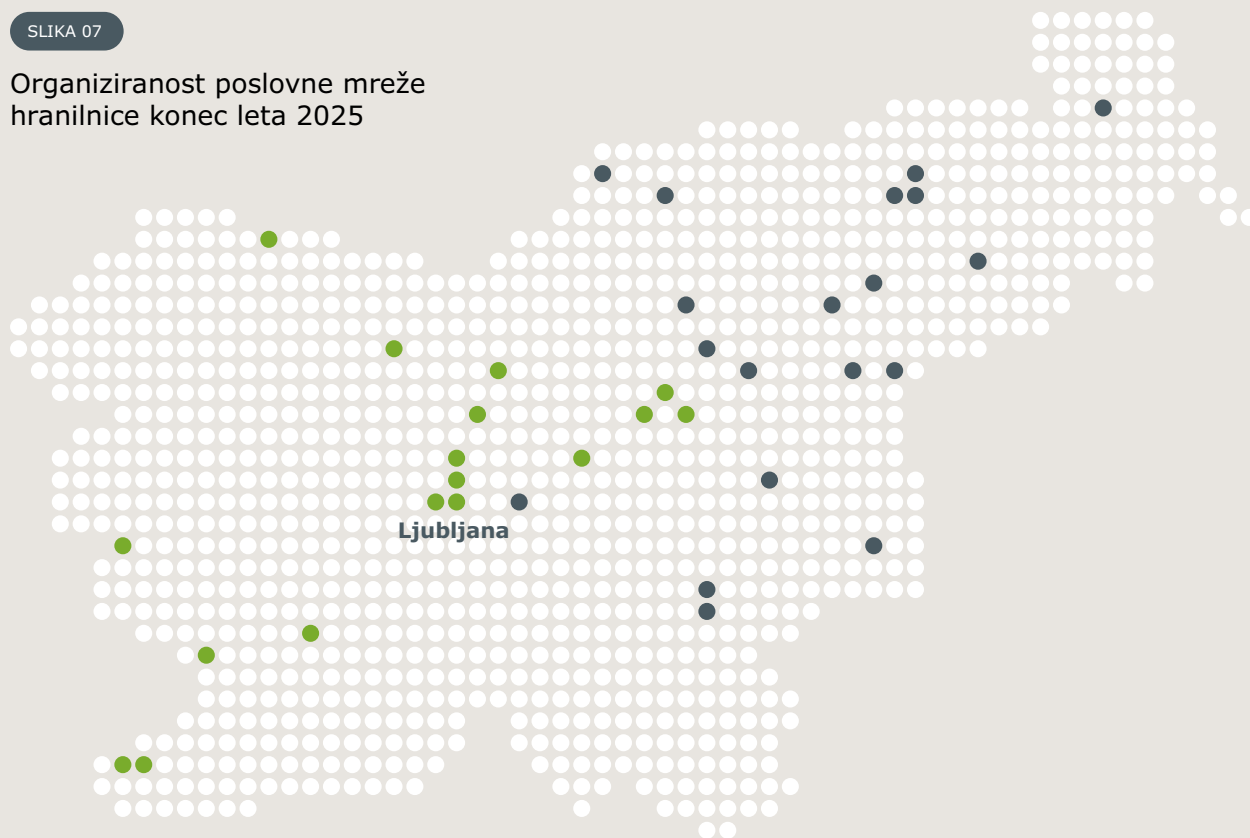 SLIKA 07
Organiziranost poslovne mreže
hranilnice konec leta 2025
Ljubljana